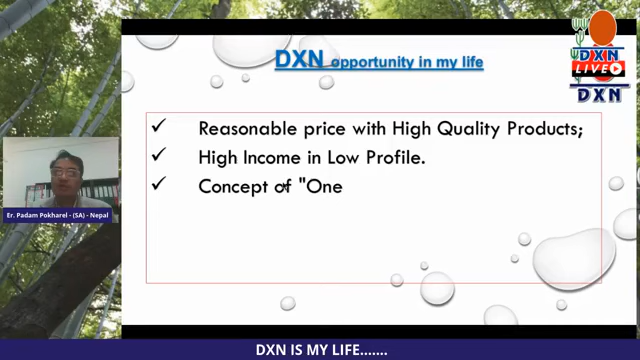 DXN opportunity in my life
DXN
LIVE
DXN
✓ Reasonable price with High Quality Products;
✓ High Income in Low Profile.
✓ Concept of "One
Er. Padam Pokharel - (SA) - Nepal
DXN IS MY LIFE.......